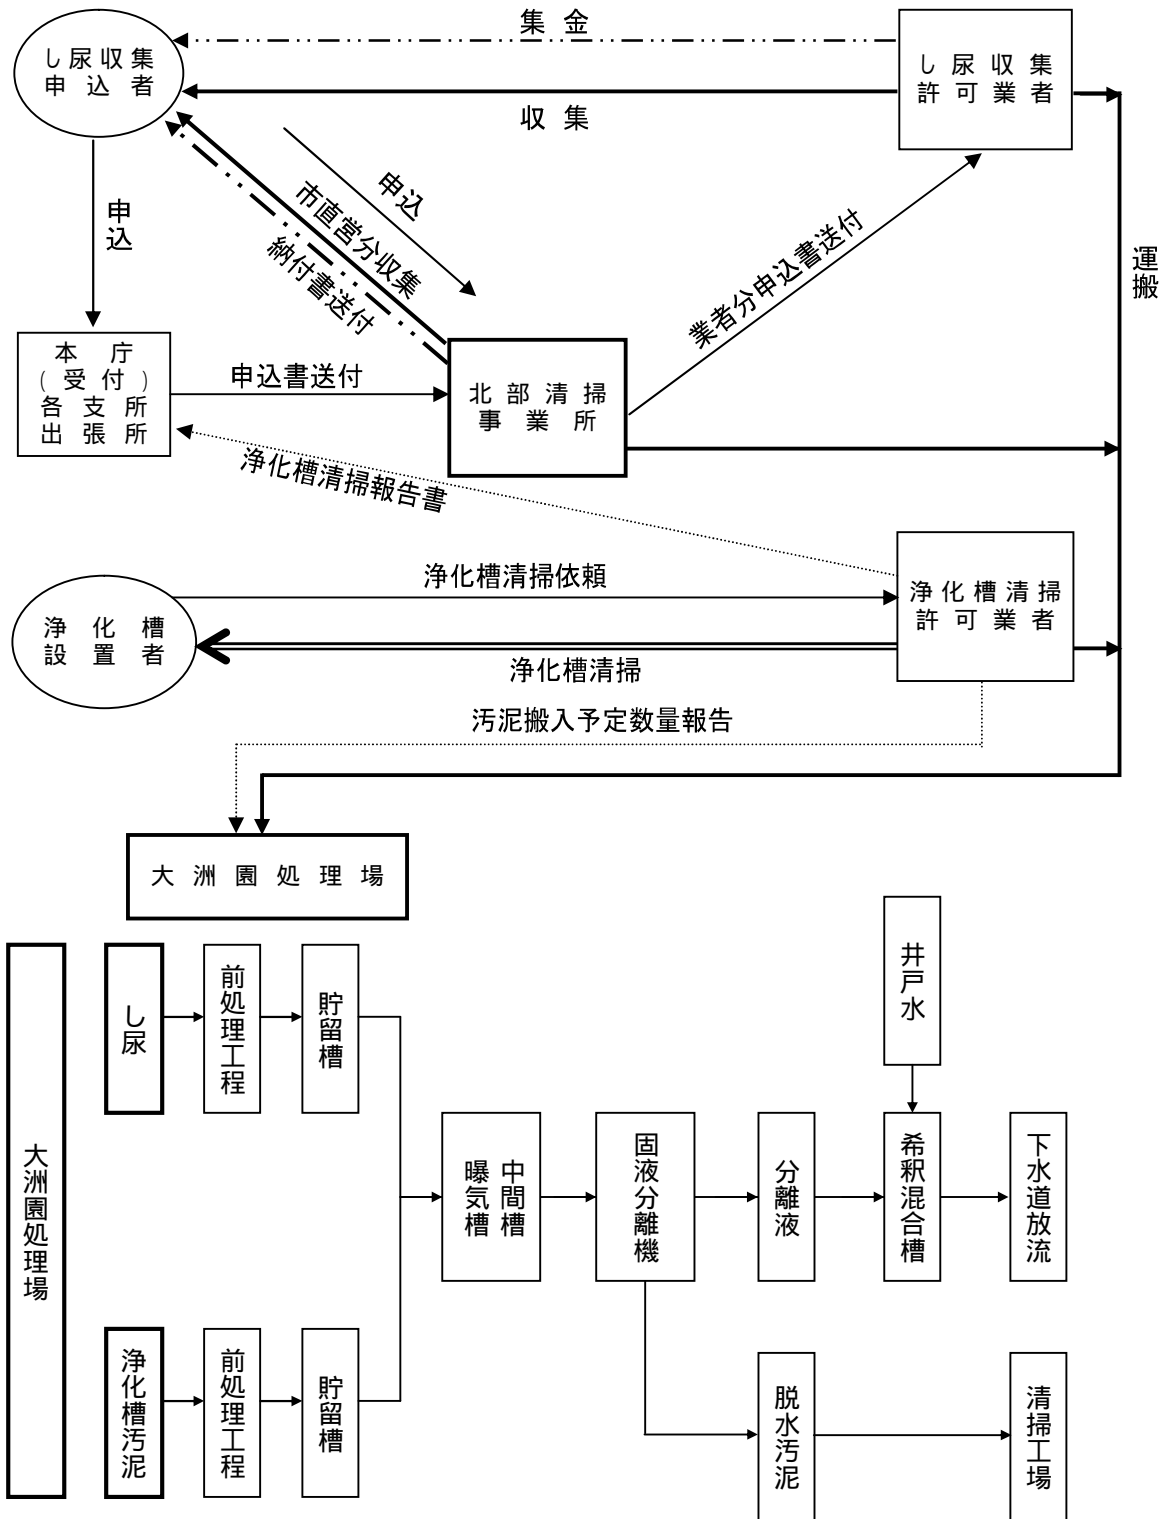 集金
し尿収集
申込者
し尿収集
許可業者
収集
申込
申込
市直営分収集
納付書送付
業者分申込書送付
運搬
本庁
(受付)
各支所
出張所
申込書送付
北部清掃
事業所
浄化槽清掃報告書
浄化槽清掃依頼
浄化槽
設置者
浄化槽清掃
許可業者
浄化槽清掃
汚泥搬入予定数量報告
大洲園処理場
大洲園処理場
し尿
前処理工程
貯留槽
井戸水
中間槽
曝気槽
固液分離機
分離液
希釈混合槽
下水道放流
浄化槽汚泥
前処理工程
貯留槽
脱水汚泥
清掃工場